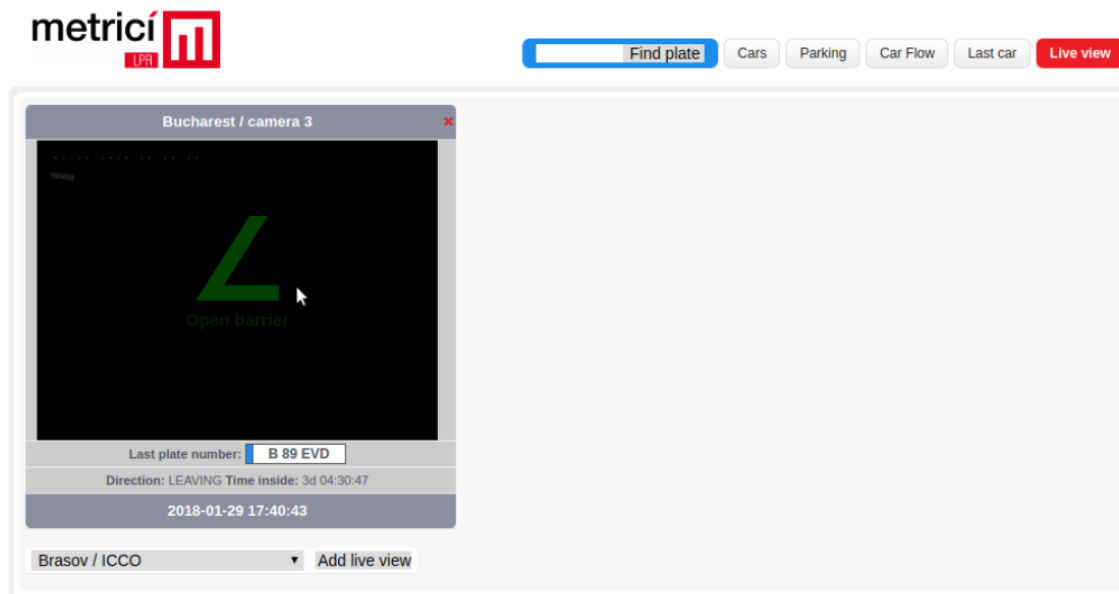 metricí
LPR
Find plate
Cars
Parking
Car Flow
Last car
Live view
Bucharest / camera 3
Open barrier
Last plate number: B 89 EVD
Direction: LEAVING Time inside: 3d 04:30:47
2018-01-29 17:40:43
Brasov / ICCO
Add live view